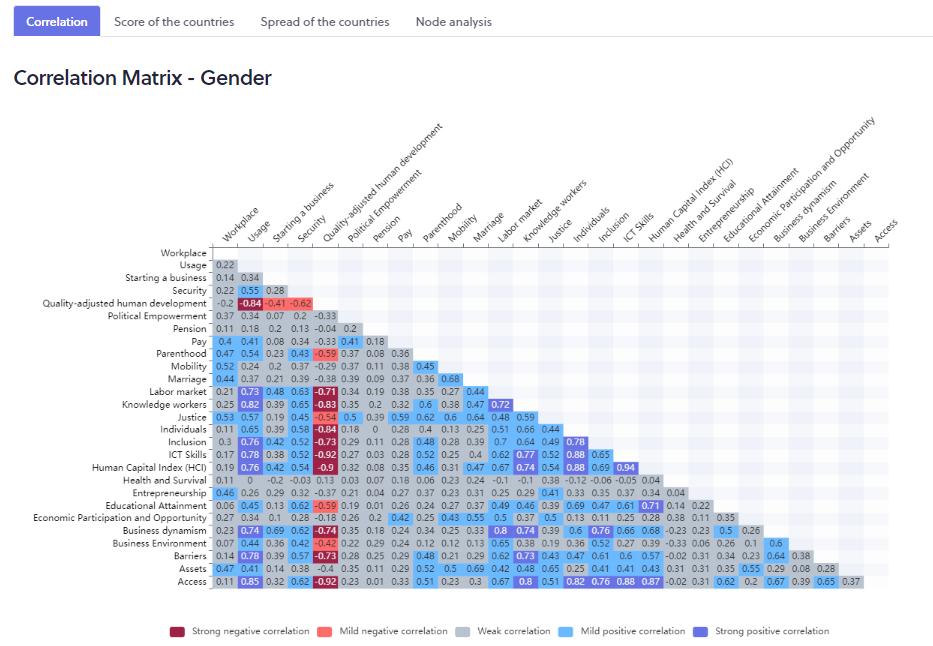 Correlation Score of the countries Spread of the countries Node analysis
Correlation Matrix - Gender
Workplace Usage Starting a business Security Quality-adjusted human development Political Empowerment Pension Pay Parenthood Mobility Marriage Labor market Knowledge workers Justice Individuals Inclusion ICT Skills Human Capital Index (HCI) Health and Survival Entrepreneurship Educational Attainment Economic Participation and Opportunity Business dynamism Business Environment Barriers Assets Access
Workplace
Usage 0.22
Starting a business 0.14 0.34
Security 0.22 0.55 0.28
Quality-adjusted human development -0.2 -0.84 -0.41 -0.62
Political Empowerment 0.37 0.34 0.07 0.2 -0.33
Pension 0.11 0.18 0.2 0.13 -0.04 0.2
Pay 0.4 0.41 0.08 0.34 -0.33 0.41 0.18
Parenthood 0.47 0.54 0.23 0.43 -0.59 0.37 0.08 0.36
Mobility 0.52 0.24 0.2 0.37 -0.29 0.37 0.11 0.38 0.45
Marriage 0.44 0.37 0.21 0.39 -0.38 0.39 0.09 0.37 0.36 0.68
Labor market 0.21 0.73 0.48 0.63 -0.71 0.34 0.19 0.38 0.35 0.27 0.44
Knowledge workers 0.25 0.82 0.39 0.65 -0.83 0.35 0.2 0.32 0.6 0.38 0.47 0.72
Justice 0.53 0.57 0.19 0.45 -0.54 0.5 0.39 0.59 0.62 0.6 0.64 0.48 0.59
Individuals 0.11 0.65 0.39 0.58 -0.84 0.18 0 0.28 0.4 0.13 0.25 0.51 0.66 0.44
Inclusion 0.3 0.76 0.42 0.52 -0.73 0.29 0.11 0.28 0.48 0.28 0.39 0.7 0.64 0.49 0.78
ICT Skills 0.17 0.78 0.38 0.52 -0.92 0.27 0.03 0.28 0.52 0.25 0.4 0.62 0.77 0.52 0.88 0.65
Human Capital Index (HCI) 0.19 0.76 0.42 0.54 -0.9 0.32 0.08 0.35 0.46 0.31 0.47 0.67 0.74 0.54 0.88 0.69 0.94
Health and Survival 0.11 0 -0.2 -0.03 0.13 0.03 0.07 0.18 0.06 0.23 0.24 -0.1 -0.1 0.38 -0.12 -0.06 -0.05 0.04
Entrepreneurship 0.46 0.26 0.29 0.32 -0.37 0.21 0.04 0.27 0.37 0.23 0.31 0.25 0.29 0.41 0.33 0.35 0.37 0.34 0.04
Educational Attainment 0.06 0.45 0.13 0.62 -0.59 0.19 0.01 0.26 0.24 0.27 0.37 0.49 0.46 0.39 0.69 0.47 0.61 0.71 0.14 0.22
Economic Participation and Opportunity 0.27 0.34 0.1 0.28 -0.18 0.26 0.2 0.42 0.25 0.43 0.55 0.5 0.37 0.5 0.13 0.11 0.25 0.28 0.38 0.11 0.35
Business dynamism 0.23 0.74 0.69 0.62 -0.74 0.35 0.18 0.24 0.34 0.25 0.33 0.8 0.74 0.39 0.6 0.76 0.66 0.68 -0.23 0.23 0.5 0.26
Business Environment 0.07 0.44 0.36 0.42 -0.42 0.22 0.29 0.24 0.12 0.12 0.13 0.65 0.38 0.19 0.36 0.52 0.27 0.39 -0.33 0.06 0.26 0.1 0.6
Barriers 0.14 0.78 0.39 0.57 -0.73 0.28 0.25 0.29 0.48 0.21 0.29 0.62 0.73 0.43 0.47 0.61 0.6 0.57 -0.02 0.31 0.34 0.23 0.64 0.38
Assets 0.47 0.41 0.14 0.38 -0.4 0.35 0.11 0.29 0.52 0.5 0.69 0.42 0.48 0.65 0.25 0.41 0.41 0.43 0.31 0.31 0.35 0.55 0.29 0.08 0.28
Access 0.11 0.85 0.32 0.62 -0.92 0.23 0.01 0.33 0.51 0.23 0.3 0.67 0.8 0.51 0.82 0.76 0.88 0.87 -0.02 0.31 0.62 0.2 0.67 0.39 0.65 0.37
Strong negative correlation Mild negative correlation Weak correlation Mild positive correlation Strong positive correlation